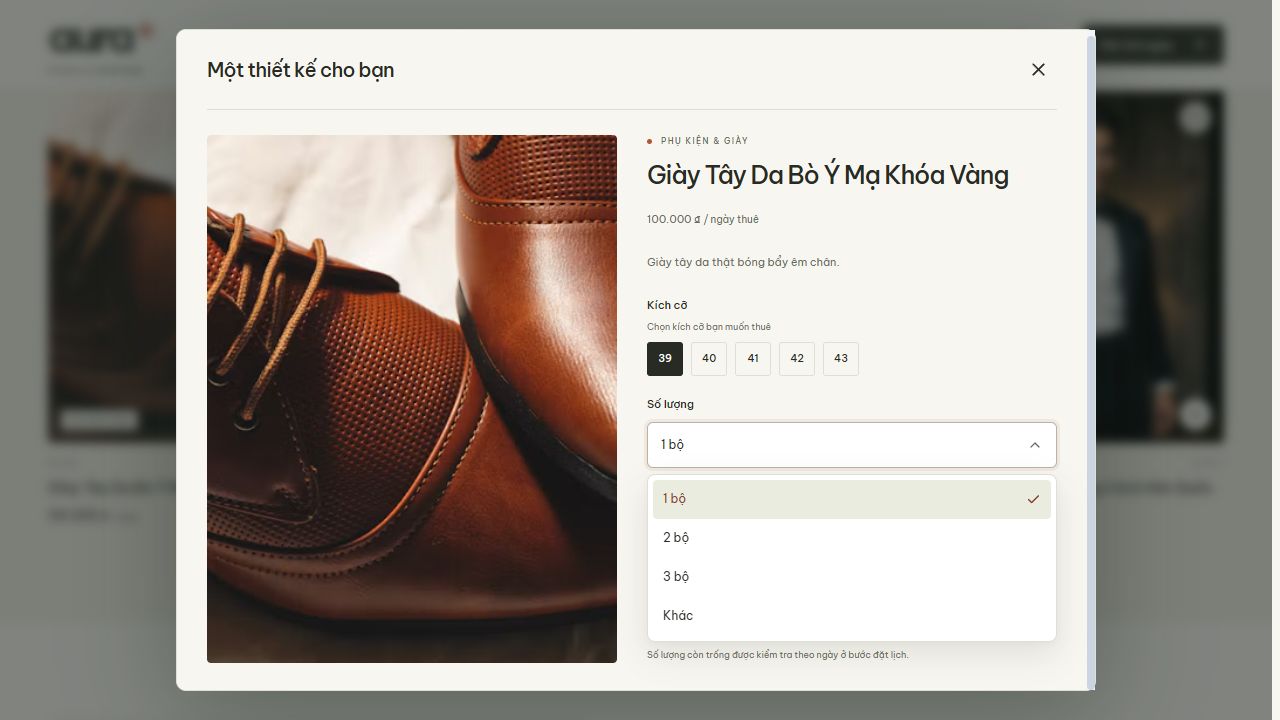 aura
Một thiết kế cho bạn
PHỤ KIỆN & GIÀY
Giày Tây Da Bò Ý Mạ Khóa Vàng
100.000 ₫ / ngày thuê
Giày tây da thật bóng bẩy êm chân.
Kích cỡ
Chọn kích cỡ bạn muốn thuê
39 40 41 42 43
Số lượng
1 bộ
1 bộ
2 bộ
3 bộ
Khác
Số lượng còn trống được kiểm tra theo ngày ở bước đặt lịch.